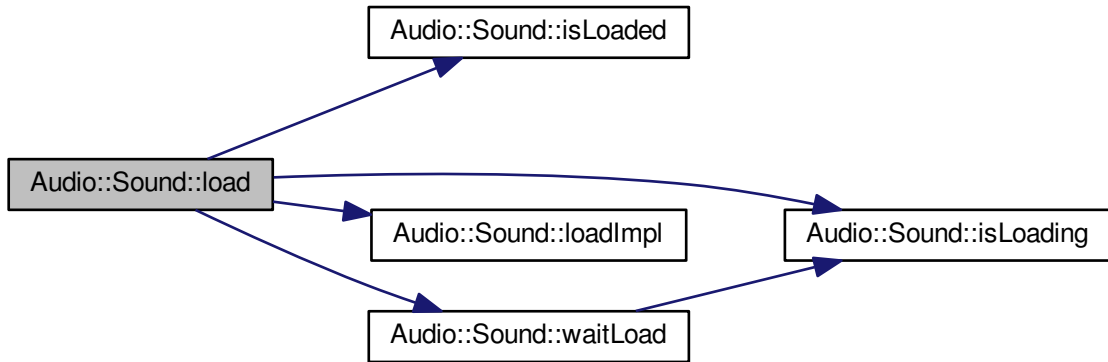 Audio::Sound::isLoaded
Audio::Sound::load
Audio::Sound::loadImpl
Audio::Sound::isLoading
Audio::Sound::waitLoad